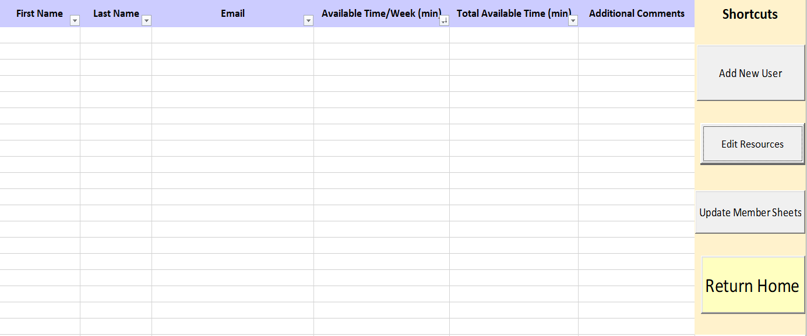 First Name Last Name Email Available Time/Week (min) Total Available Time (min) Additional Comments Shortcuts
Add New User
Edit Resources
Update Member Sheets
Return Home